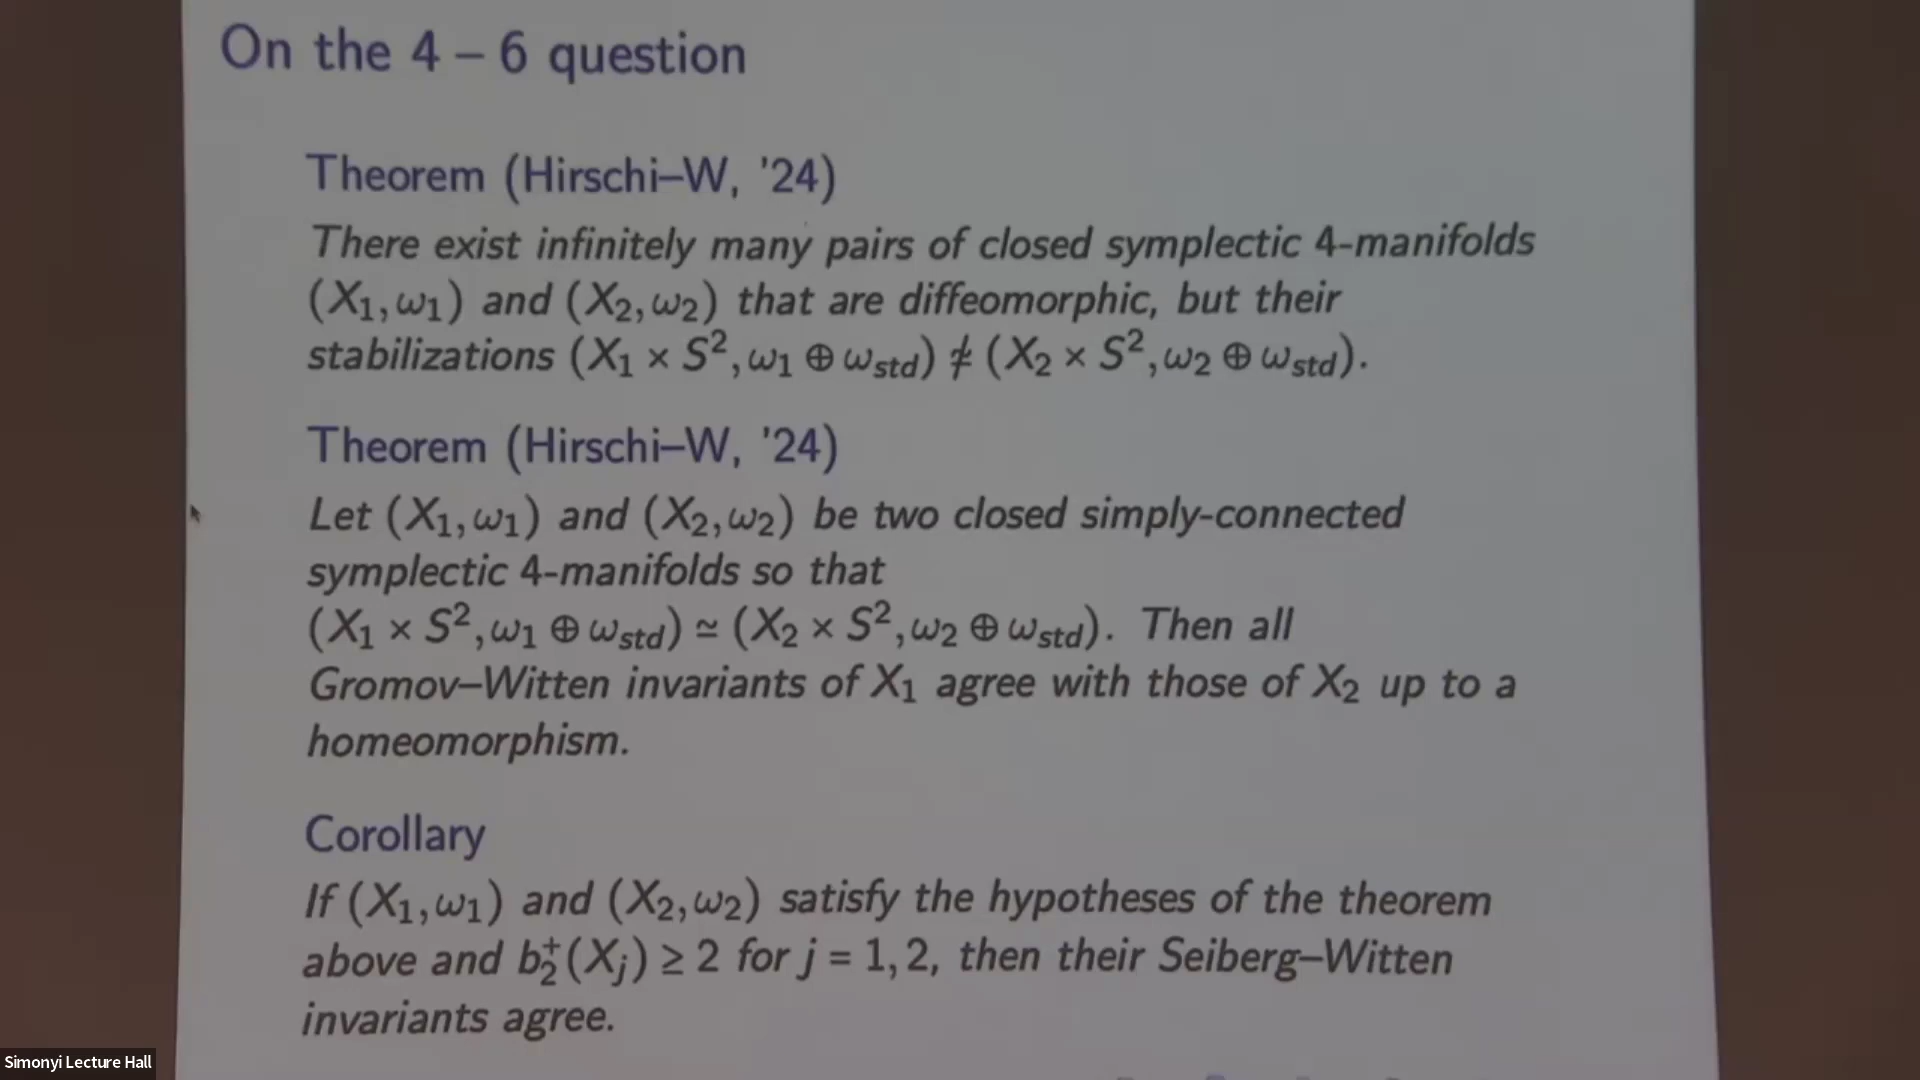 On the 4 – 6 question
Theorem (Hirschi–W, ’24)
There exist infinitely many pairs of closed symplectic 4-manifolds
(X₁, ω₁) and (X₂, ω₂) that are diffeomorphic, but their
stabilizations (X₁ × S², ω₁ ⊕ ω_std) ≄ (X₂ × S², ω₂ ⊕ ω_std).
Theorem (Hirschi–W, ’24)
Let (X₁, ω₁) and (X₂, ω₂) be two closed simply-connected
symplectic 4-manifolds so that
(X₁ × S², ω₁ ⊕ ω_std) ≃ (X₂ × S², ω₂ ⊕ ω_std). Then all
Gromov–Witten invariants of X₁ agree with those of X₂ up to a
homeomorphism.
Corollary
If (X₁, ω₁) and (X₂, ω₂) satisfy the hypotheses of the theorem
above and b₂⁺(Xⱼ) ≥ 2 for j = 1, 2, then their Seiberg–Witten
invariants agree.
Simonyi Lecture Hall